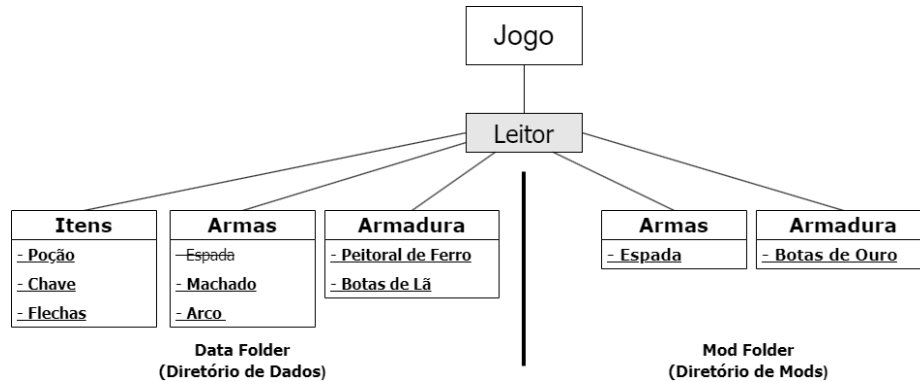 Jogo
Leitor
Itens
- Poção
- Chave
- Flechas
Armas
- Espada
- Machado
- Arco
Armadura
- Peitoral de Ferro
- Botas de Lã
Data Folder
(Diretório de Dados)
Armas
- Espada
Armadura
- Botas de Ouro
Mod Folder
(Diretório de Mods)